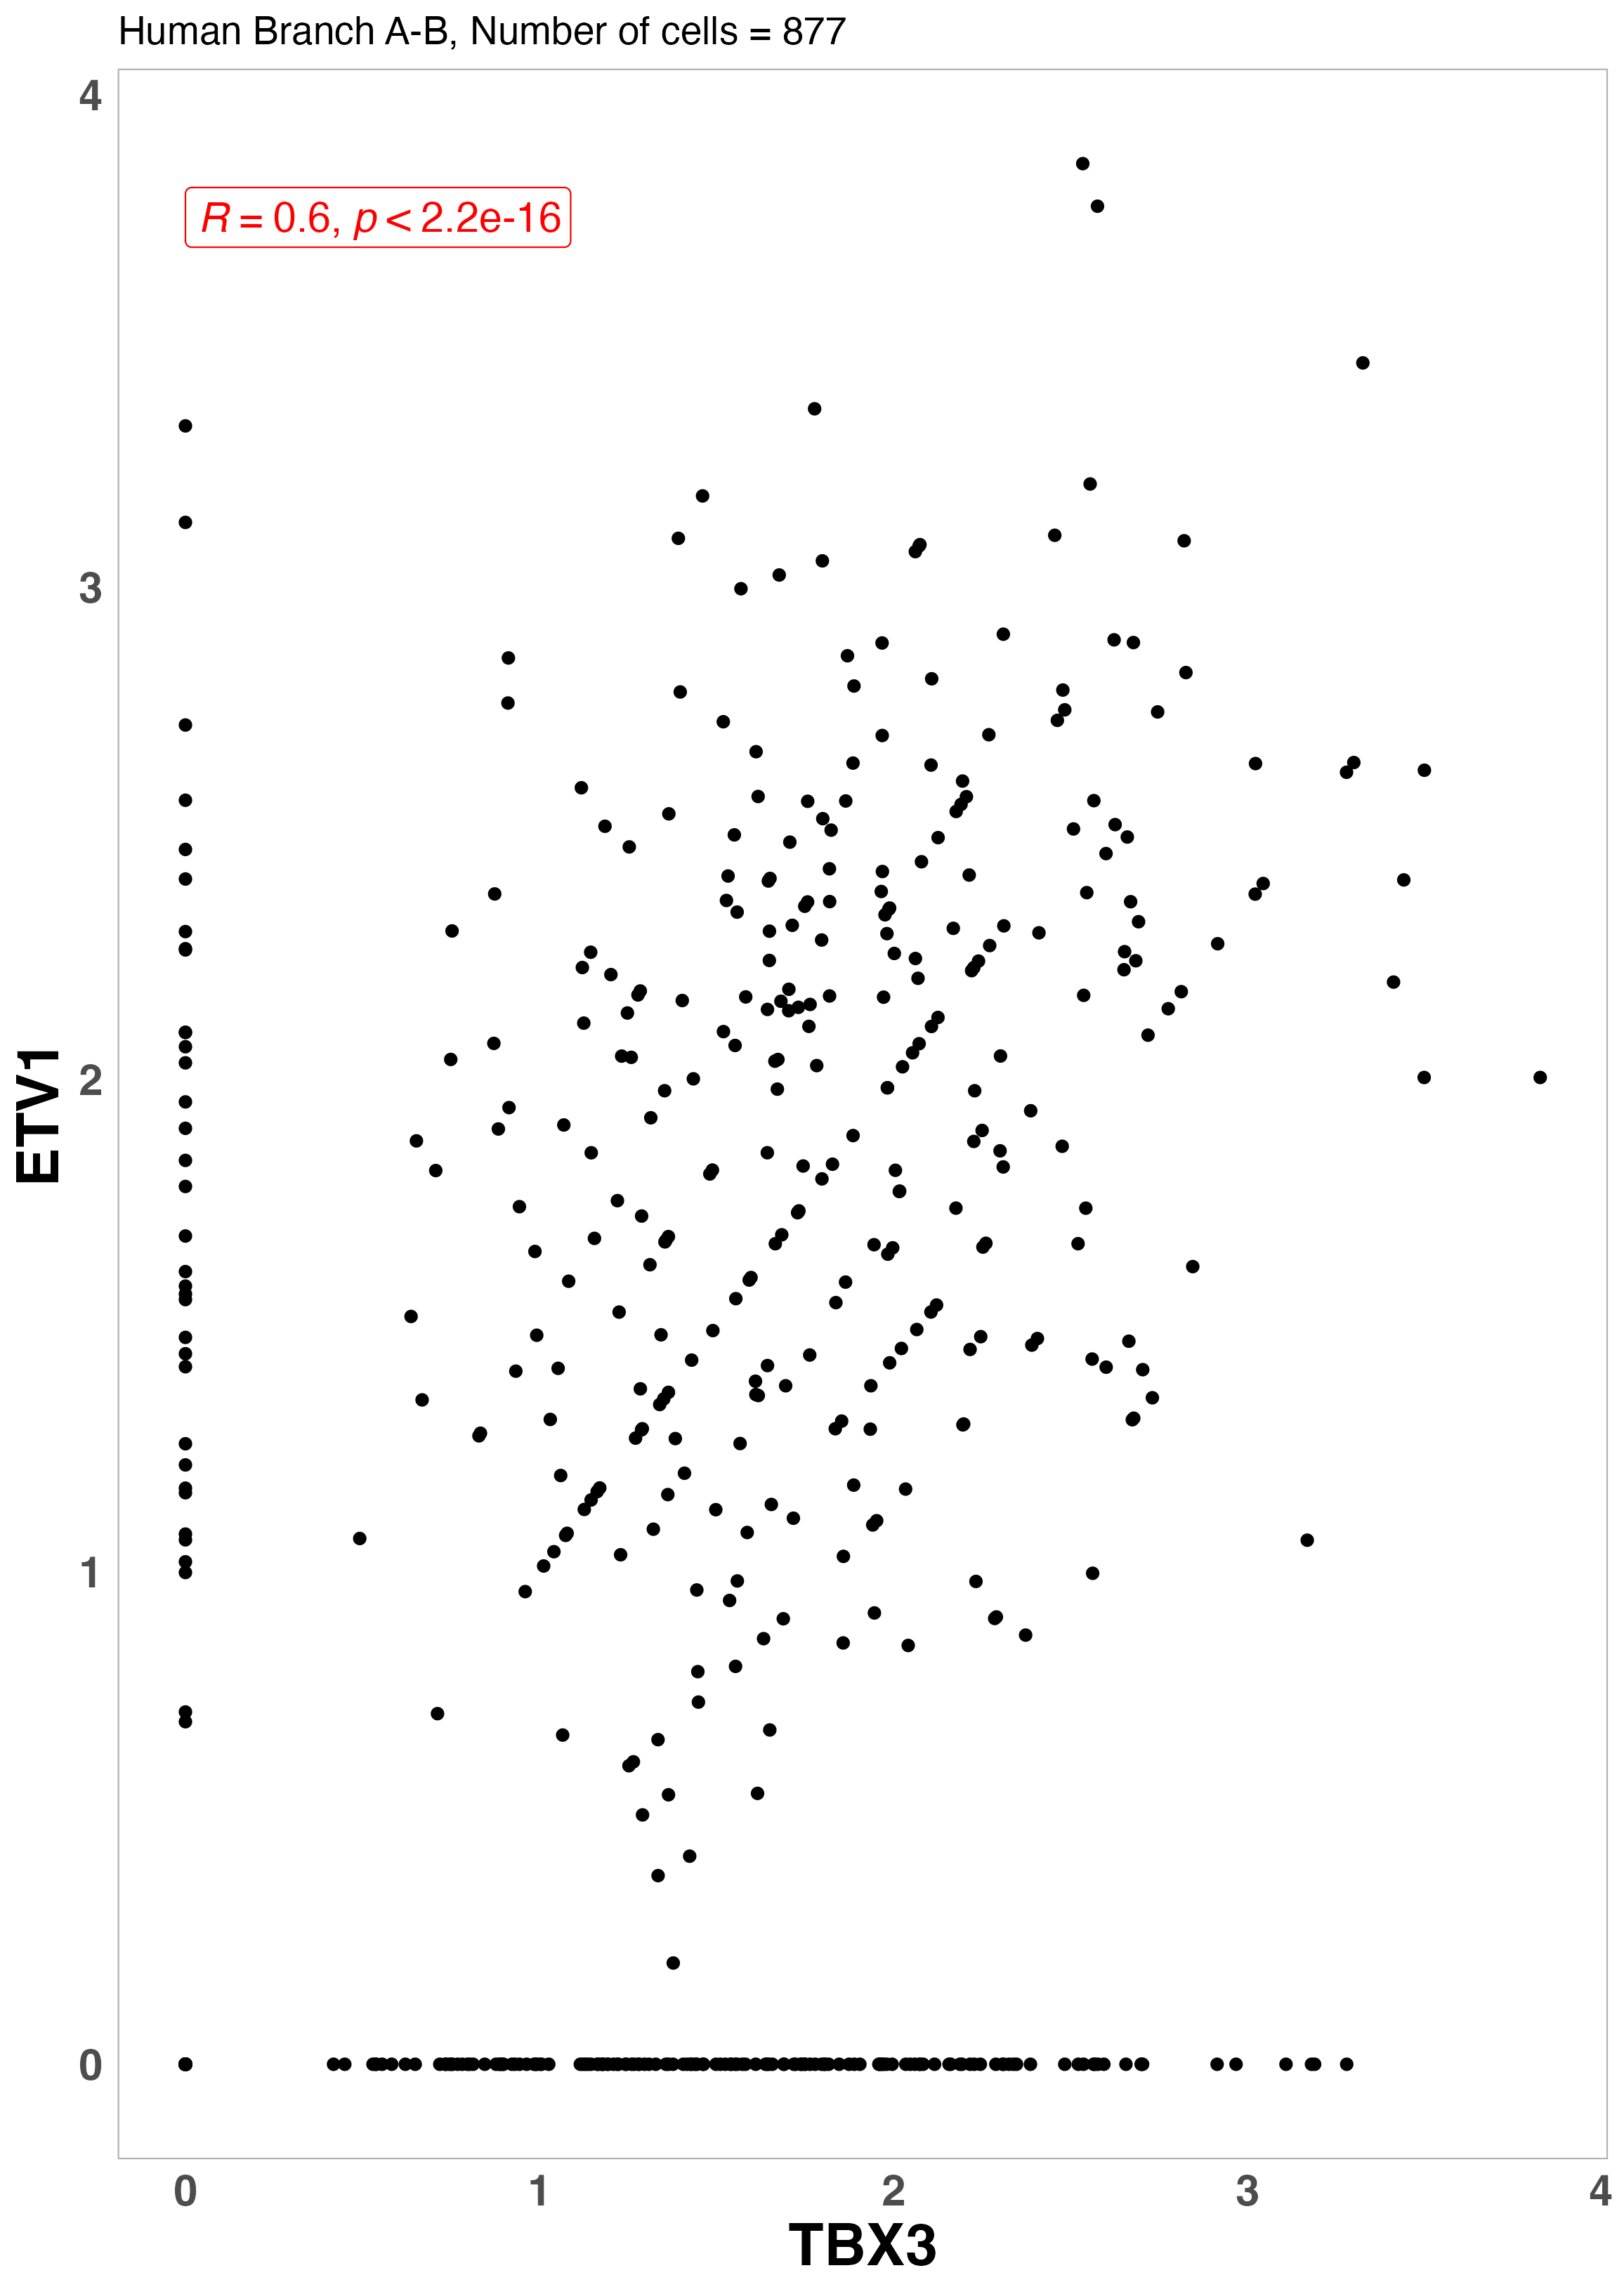 Human Branch A-B, Number of cells = 877
4
R = 0.6, p < 2.2e-16
3
ETV1
2
1
0
0 1 2 3 4
TBX3